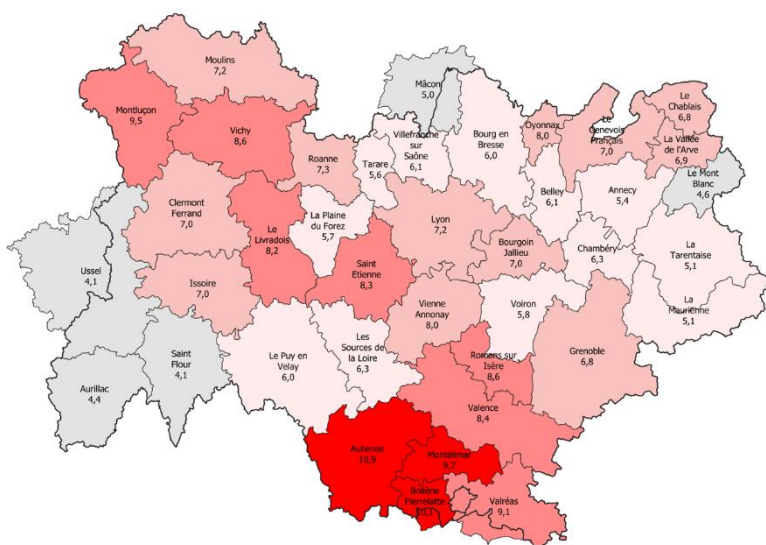 Moulins
7,2
Mâcon
5,0
Montluçon
9,5
Vichy
8,6
Roanne
7,3
Tarare
5,6
Villefranche
sur
Saône
6,1
Bourg en
Bresse
6,0
Oyonnax
8,0
Le
Genevois
Français
7,0
Le
Chablais
6,8
La Vallée
de l'Arve
6,9
Le Mont
Blanc
4,6
Clermont
Ferrand
7,0
Le
Livradois
8,2
La Plaine
du Forez
5,7
Lyon
7,2
Belley
6,1
Annecy
5,4
Ussel
4,1
Issoire
7,0
Saint
Etienne
8,3
Bourgoin
Jallieu
7,0
Chambéry
6,3
La
Tarentaise
5,1
Vienne
Annonay
8,0
Voiron
5,8
La
Maurienne
5,1
Aurillac
4,4
Saint
Flour
4,1
Le Puy en
Velay
6,0
Les
Sources de
la Loire
6,3
Romans sur
Isère
8,6
Grenoble
6,8
Valence
8,4
Aubenas
10,9
Montélimar
9,7
Bollène
Pierrelatte
10,1
Valréas
9,1